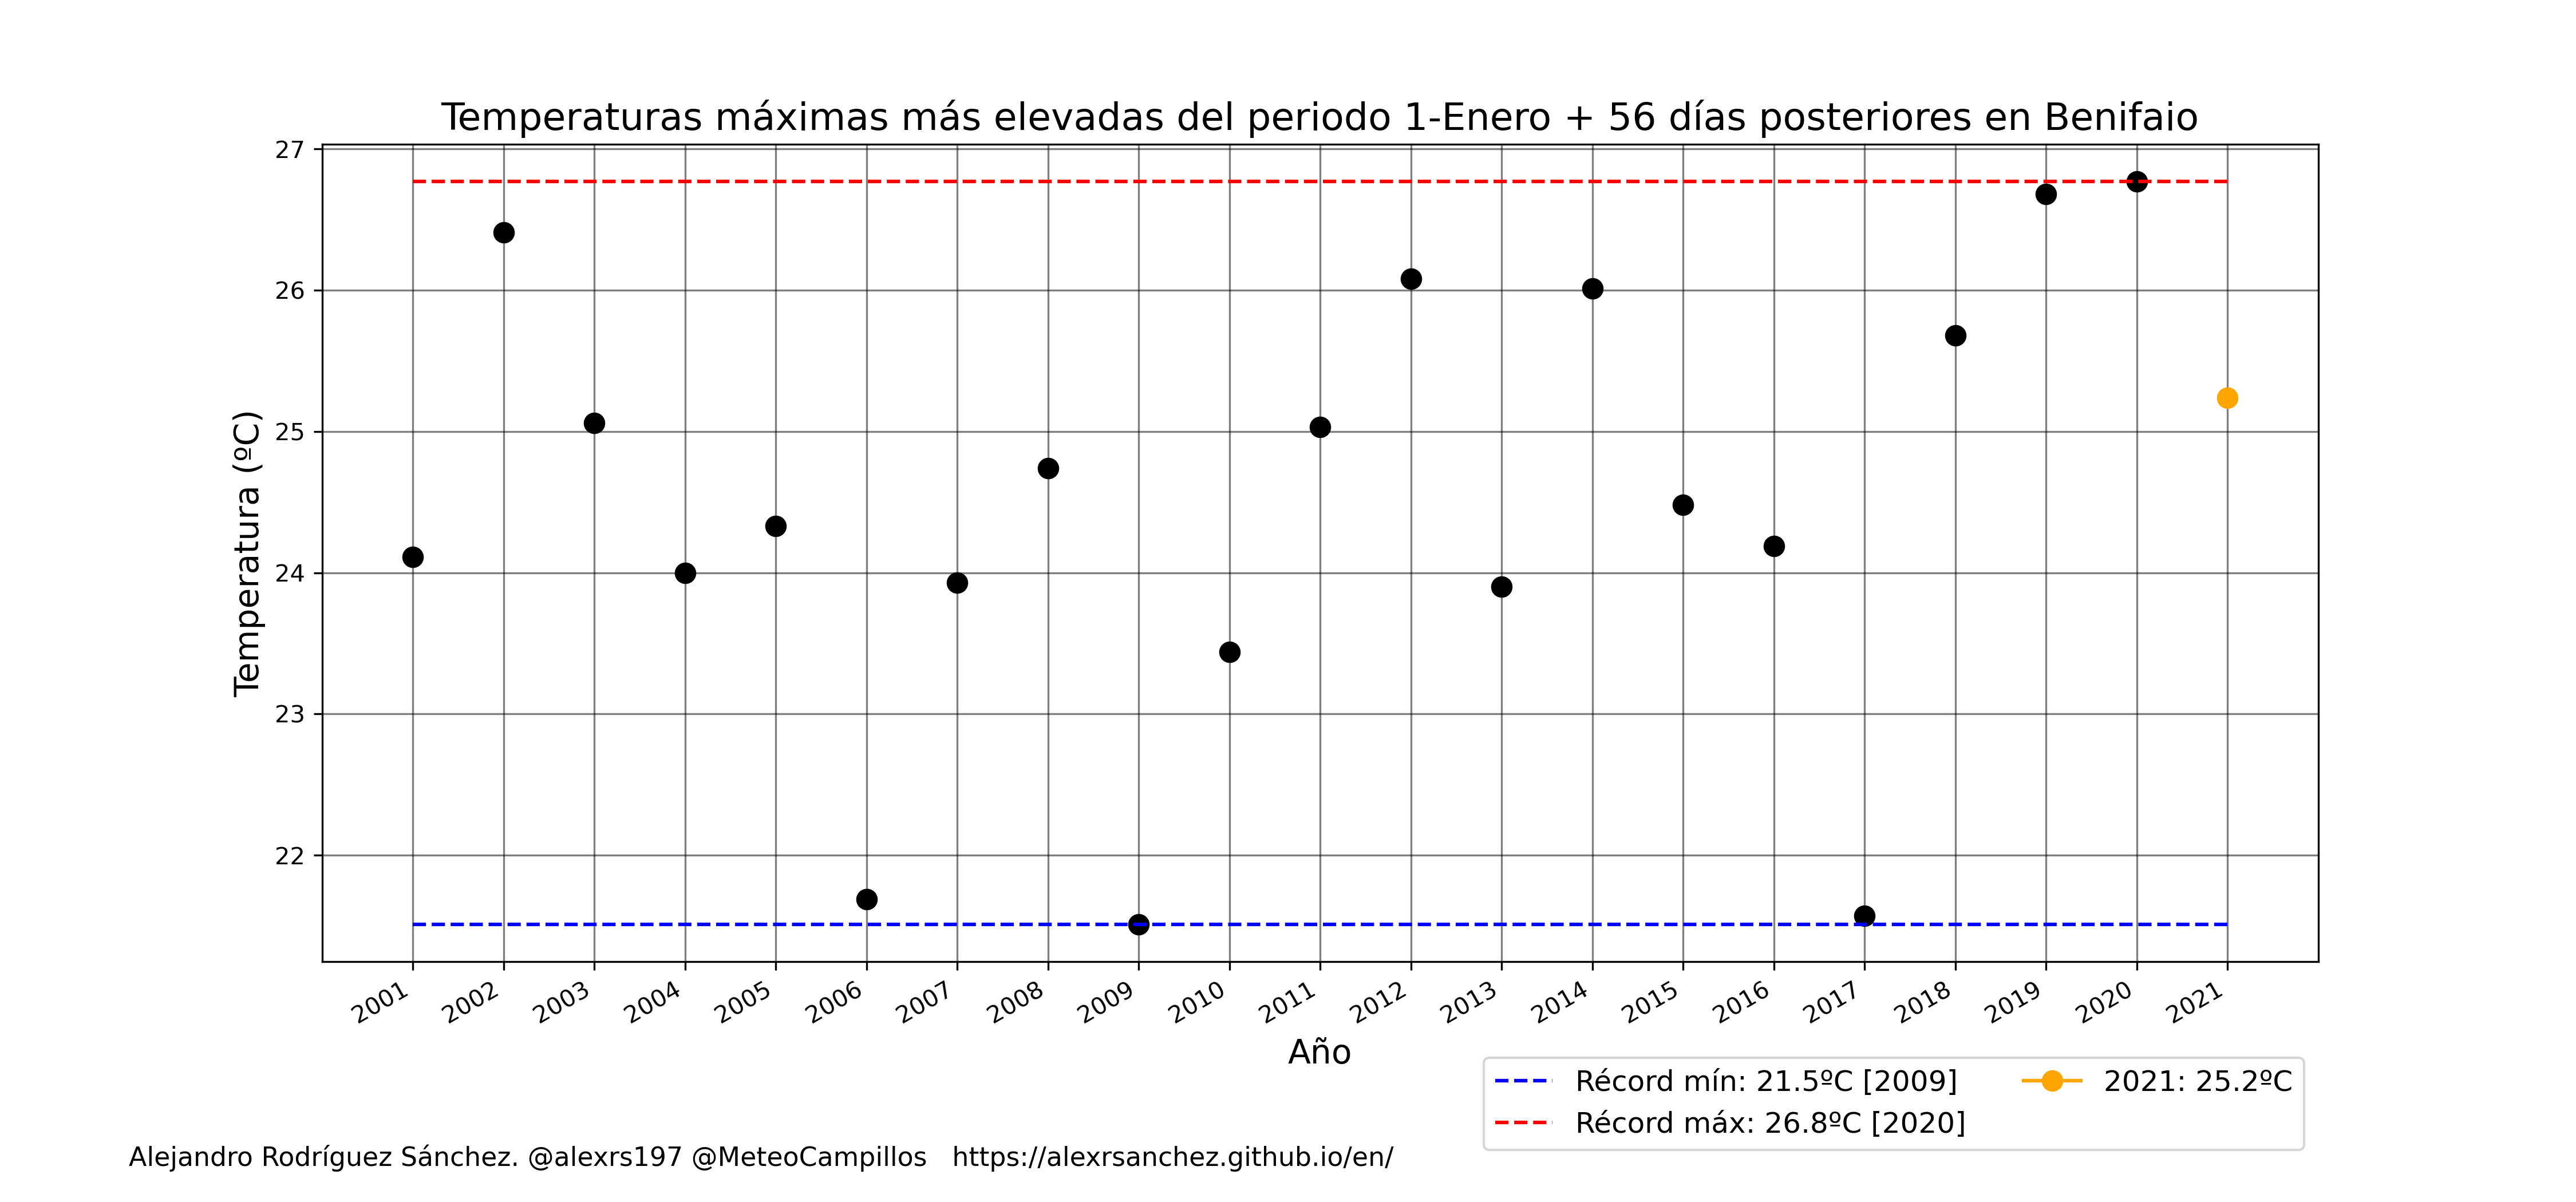 Temperaturas máximas más elevadas del periodo 1-Enero + 56 días posteriores en Benifaio
27
26
25
24
23
22
Temperatura (ºC)
2001 2002 2003 2004 2005 2006 2007 2008 2009 2010 2011 2012 2013 2014 2015 2016 2017 2018 2019 2020 2021
Año
Récord mín: 21.5ºC [2009]
Récord máx: 26.8ºC [2020]
2021: 25.2ºC
Alejandro Rodríguez Sánchez. @alexrs197 @MeteoCampillos https://alexrsanchez.github.io/en/